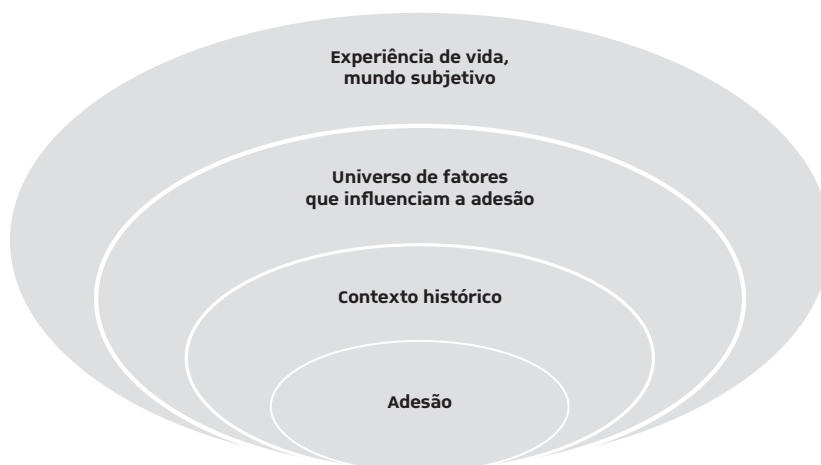 Experiência de vida,
mundo subjetivo
Universo de fatores
que influenciam a adesão
Contexto histórico
Adesão